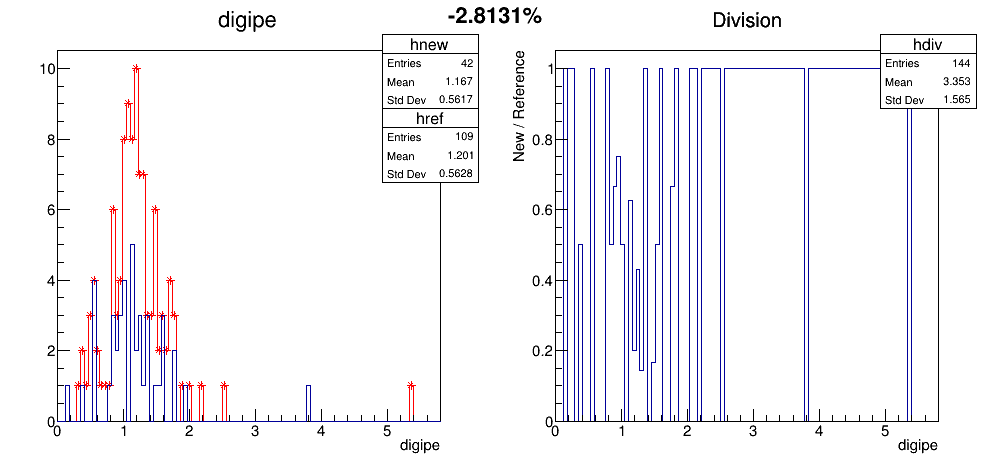 -2.8131%
digipe
hnew
Entries 42
Mean 1.167
Std Dev 0.5617
href
Entries 109
Mean 1.201
Std Dev 0.5628
10
8
6
4
2
0
0 1 2 3 4 5
digipe
Division
hdiv
Entries 144
Mean 3.353
Std Dev 1.565
New / Reference
1
0.8
0.6
0.4
0.2
0
0 1 2 3 4 5
digipe